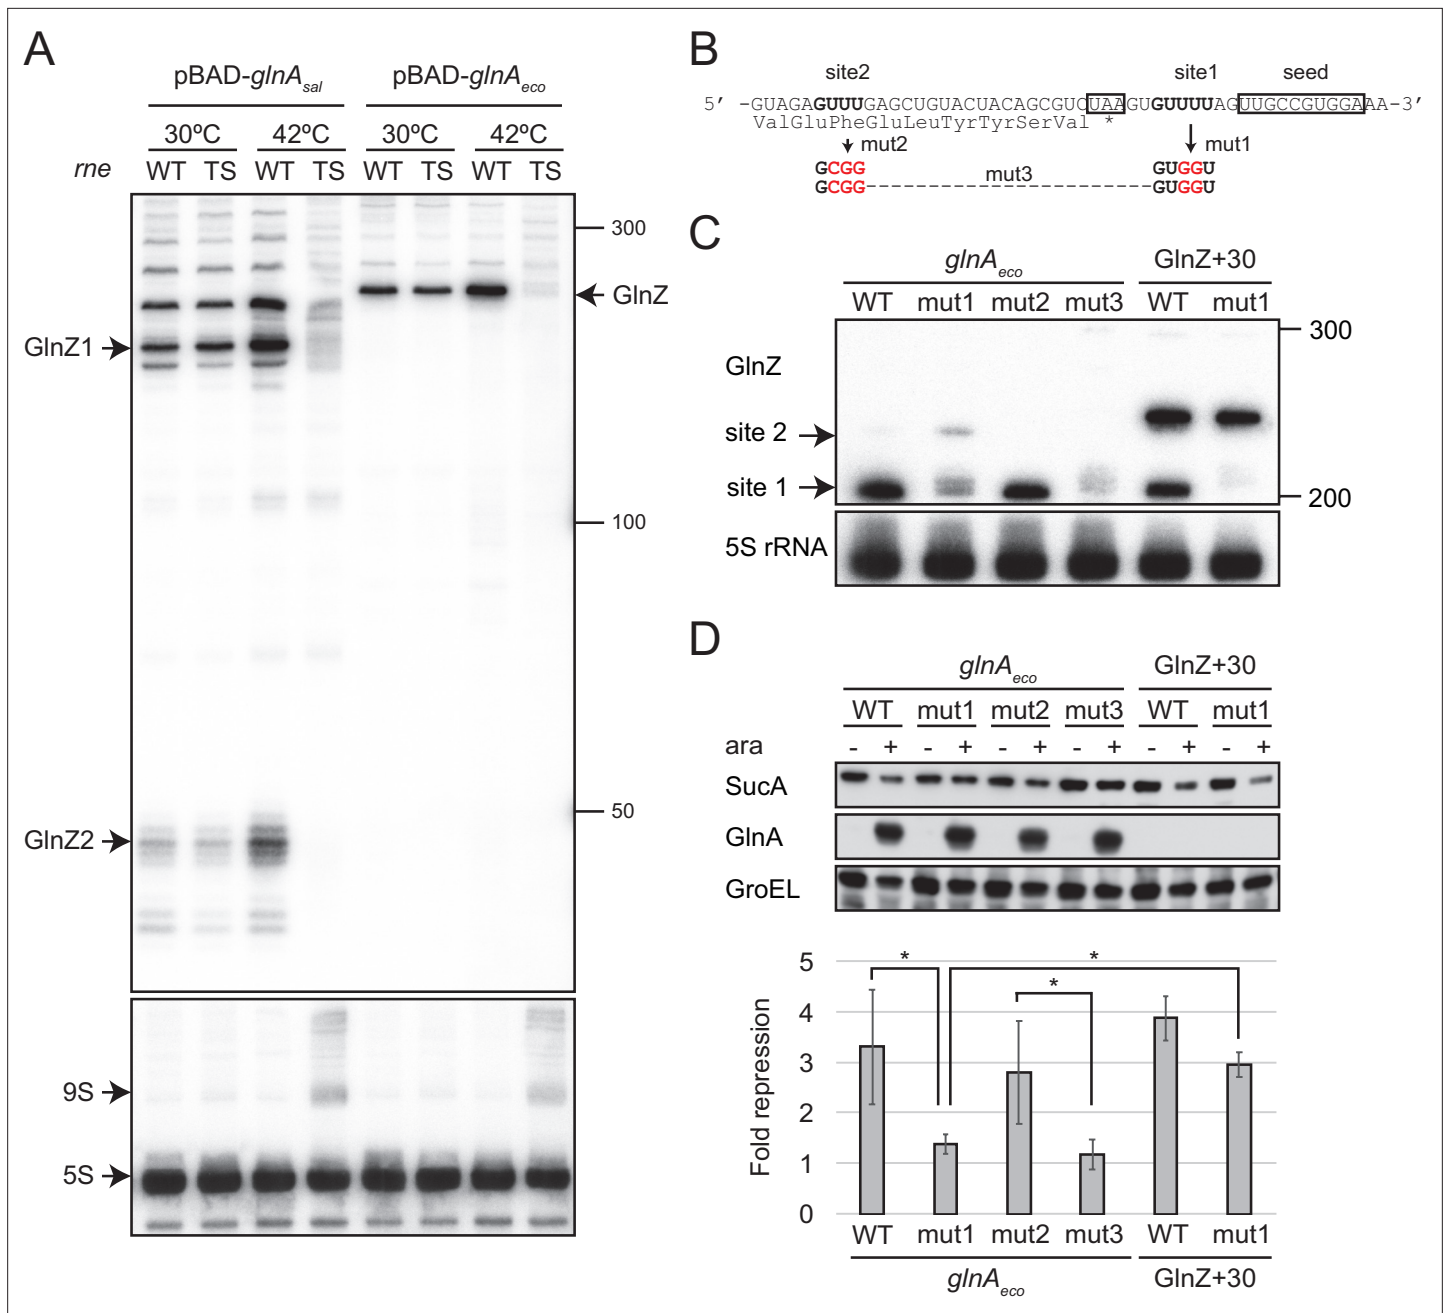 A
pBAD-glnAsal pBAD-glnAeco
30ºC 42ºC 30ºC 42ºC
rne WT TS WT TS WT TS WT TS
300
GlnZ
GlnZ1
100
50
GlnZ2
9S
5S
B
site2 site1 seed
5’ -GUAGAGUUUGAGCUGUACUACAGCGUCUAAGUGUUUUAGUUGCCGUGGAAA-3’
ValGluPheGluLeuTyrTyrSerVal *
mut2 mut1
GCGG GUGGU
mut3
GCGG----------------------GUGGU
C
glnAeco GlnZ+30
WT mut1 mut2 mut3 WT mut1
300
GlnZ
site 2
site 1
200
5S rRNA
D
glnAeco GlnZ+30
WT mut1 mut2 mut3 WT mut1
ara - + - + - + - + - + - +
SucA
GlnA
GroEL
Fold repression
5
4
3
2
1
0
* * *
WT mut1 mut2 mut3 WT mut1
glnAeco GlnZ+30